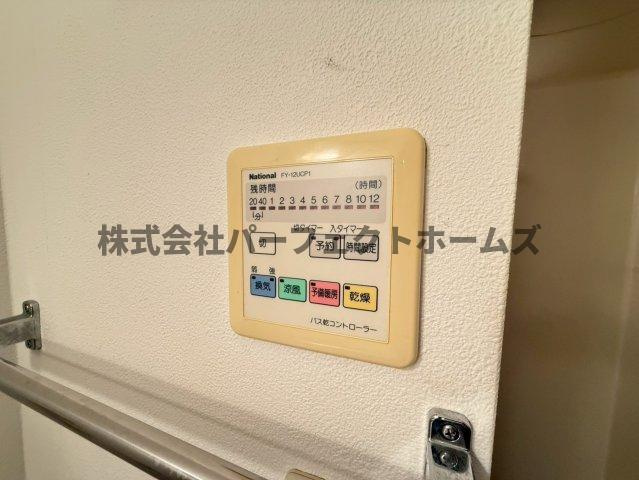 National FY-12UCP1
残時間 (時間)
20 40 1 2 3 4 5 6 7 8 10 12
(分)
切タイマー 入タイマー
株式会社パーフェクトホームズ
切 予約 時間設定
弱 強
換気 涼風 予備暖房 乾燥
バス乾コントローラー